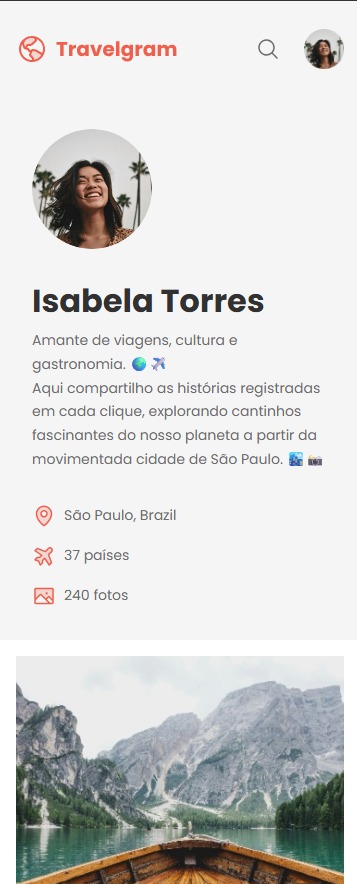 Travelgram
Isabela Torres
Amante de viagens, cultura e
gastronomia. 🌍 ✈️
Aqui compartilho as histórias registradas
em cada clique, explorando cantinhos
fascinantes do nosso planeta a partir da
movimentada cidade de São Paulo. 🏙️ 📸
São Paulo, Brazil
37 países
240 fotos